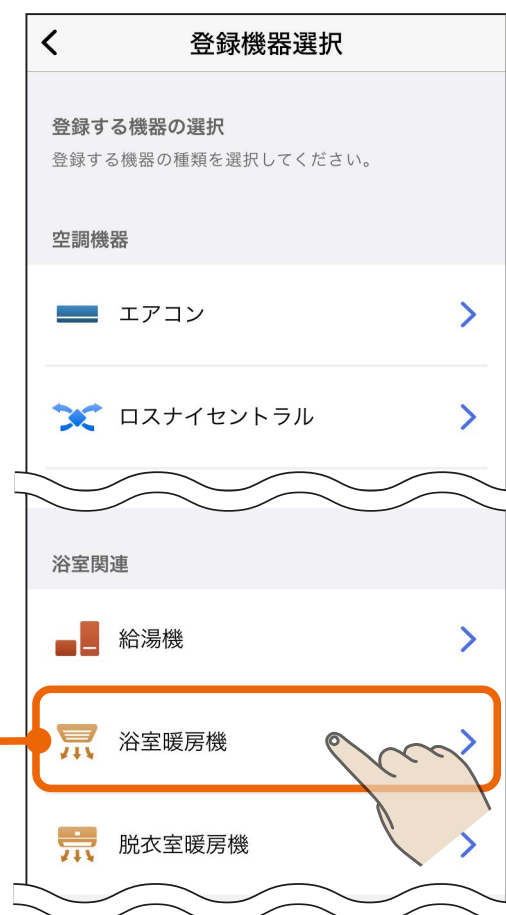 登録機器選択
登録する機器の選択
登録する機器の種類を選択してください。
空調機器
エアコン
ロスナイセントラル
浴室関連
給湯機
浴室暖房機
脱衣室暖房機